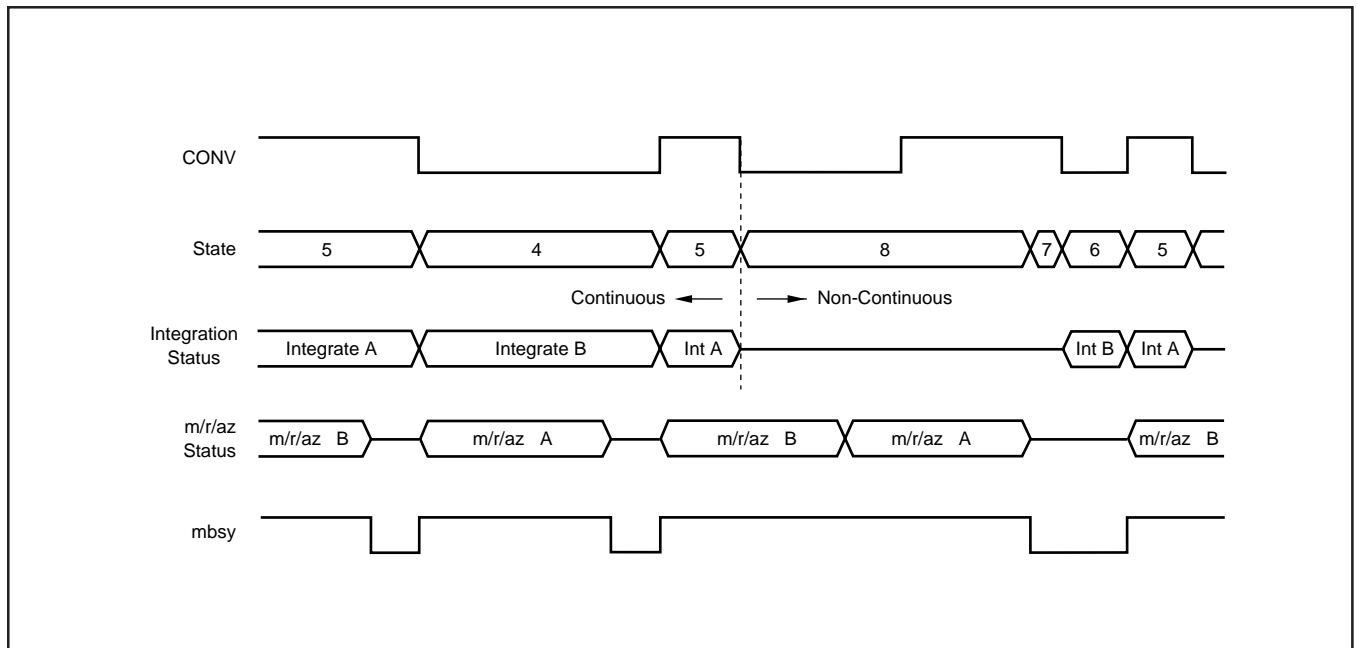 CONV
State
5
4
5
8
7
6
5
Continuous
Non-Continuous
Integration
Status
Integrate A
Integrate B
Int A
Int B
Int A
m/r/az
Status
m/r/az B
m/r/az A
m/r/az B
m/r/az A
m/r/az B
mbsy